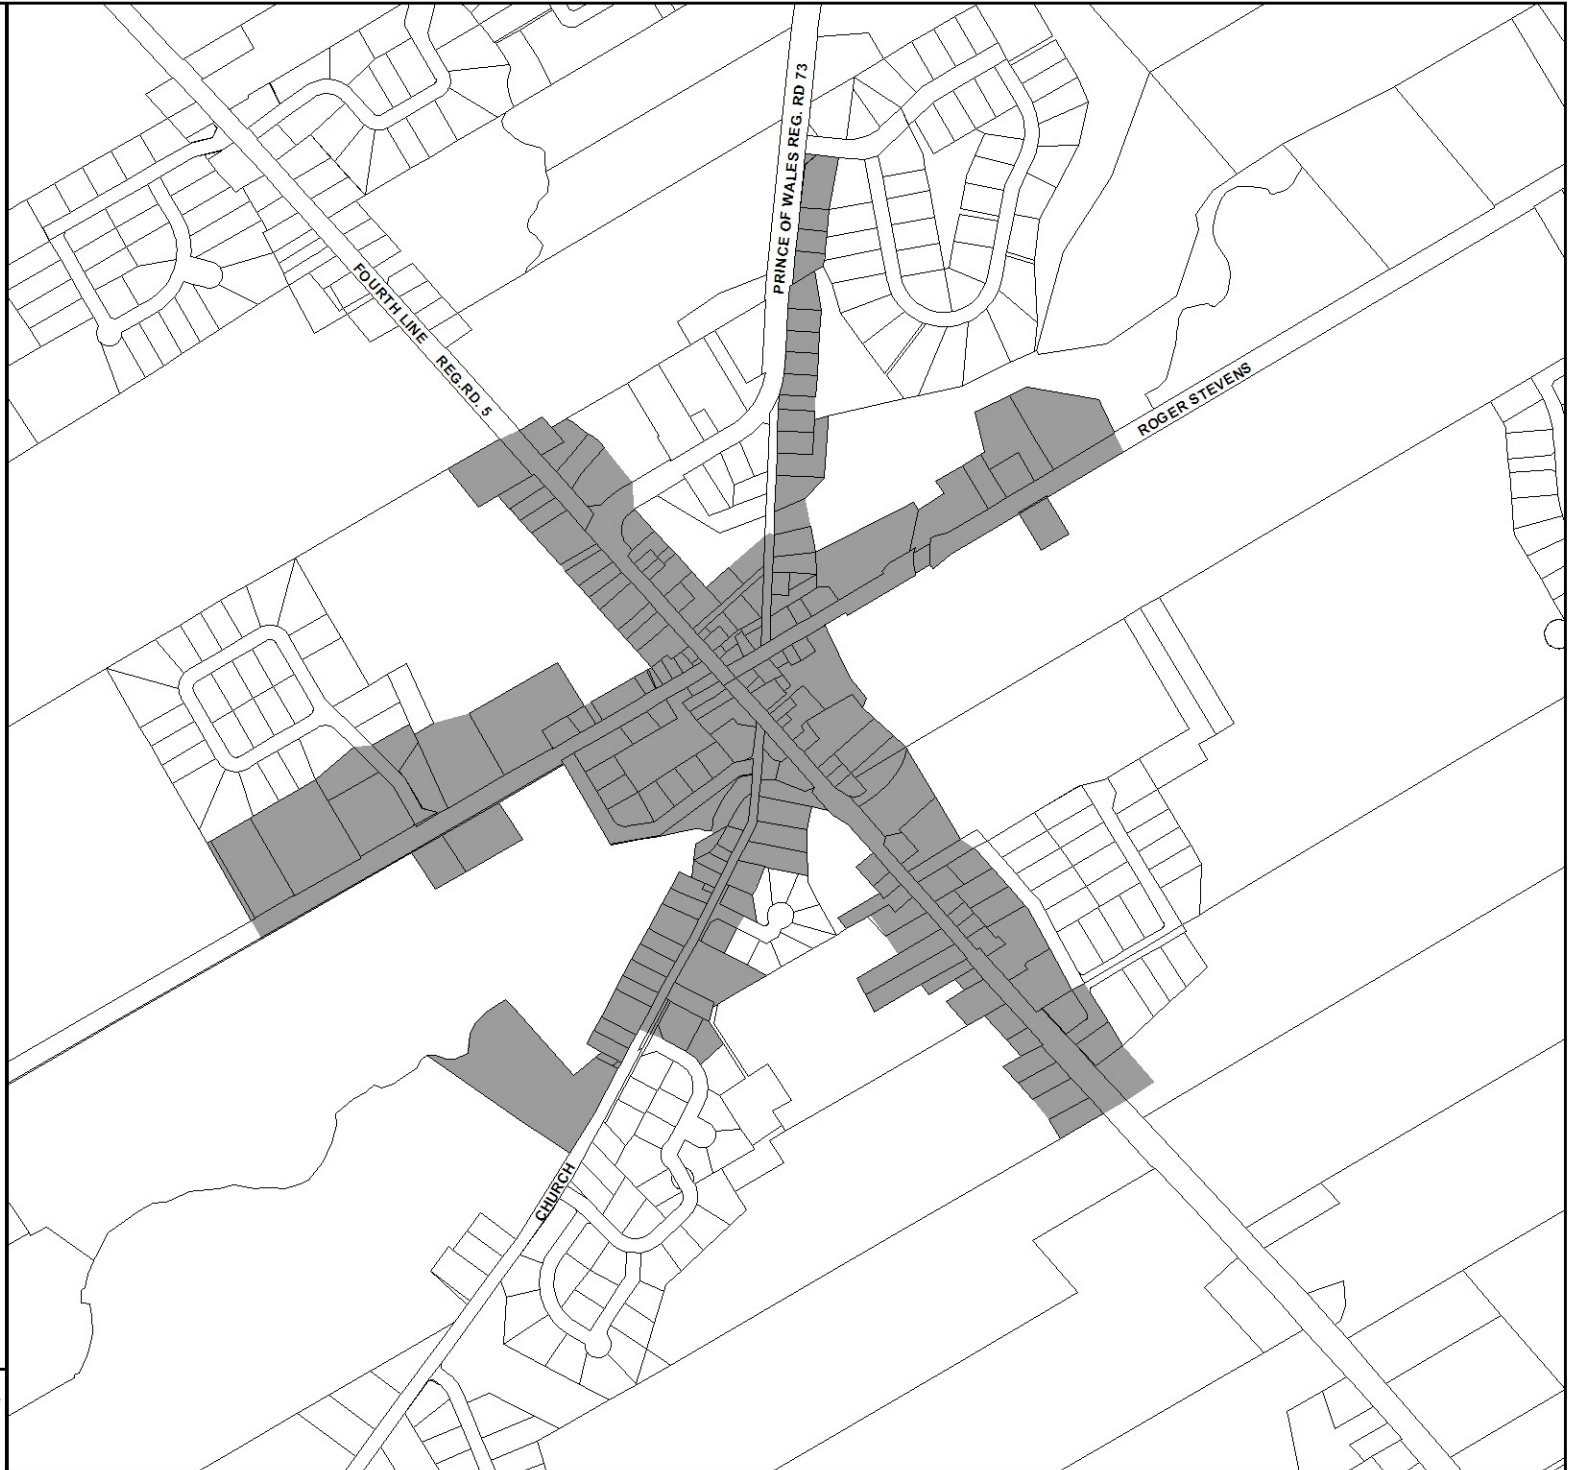 PRINCE OF WALES REG. RD 73
FOURTH LINE REG.RD. 5
ROGER STEVENS
CHURCH